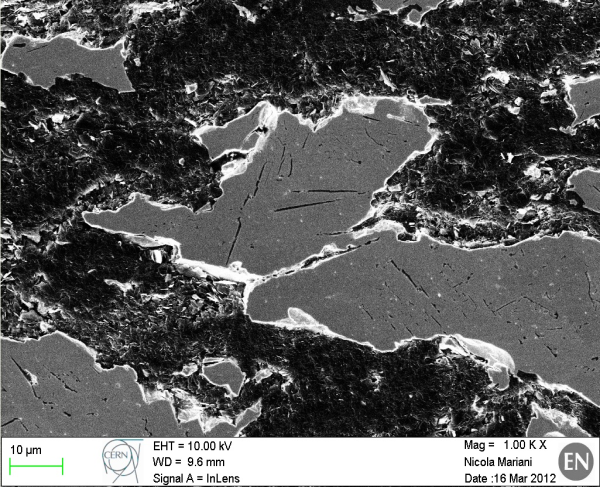 10 µm
CERN
EHT = 10.00 kV
WD = 9.6 mm
Signal A = InLens
Mag = 1.00 K X
Nicola Mariani
Date :16 Mar 2012
EN